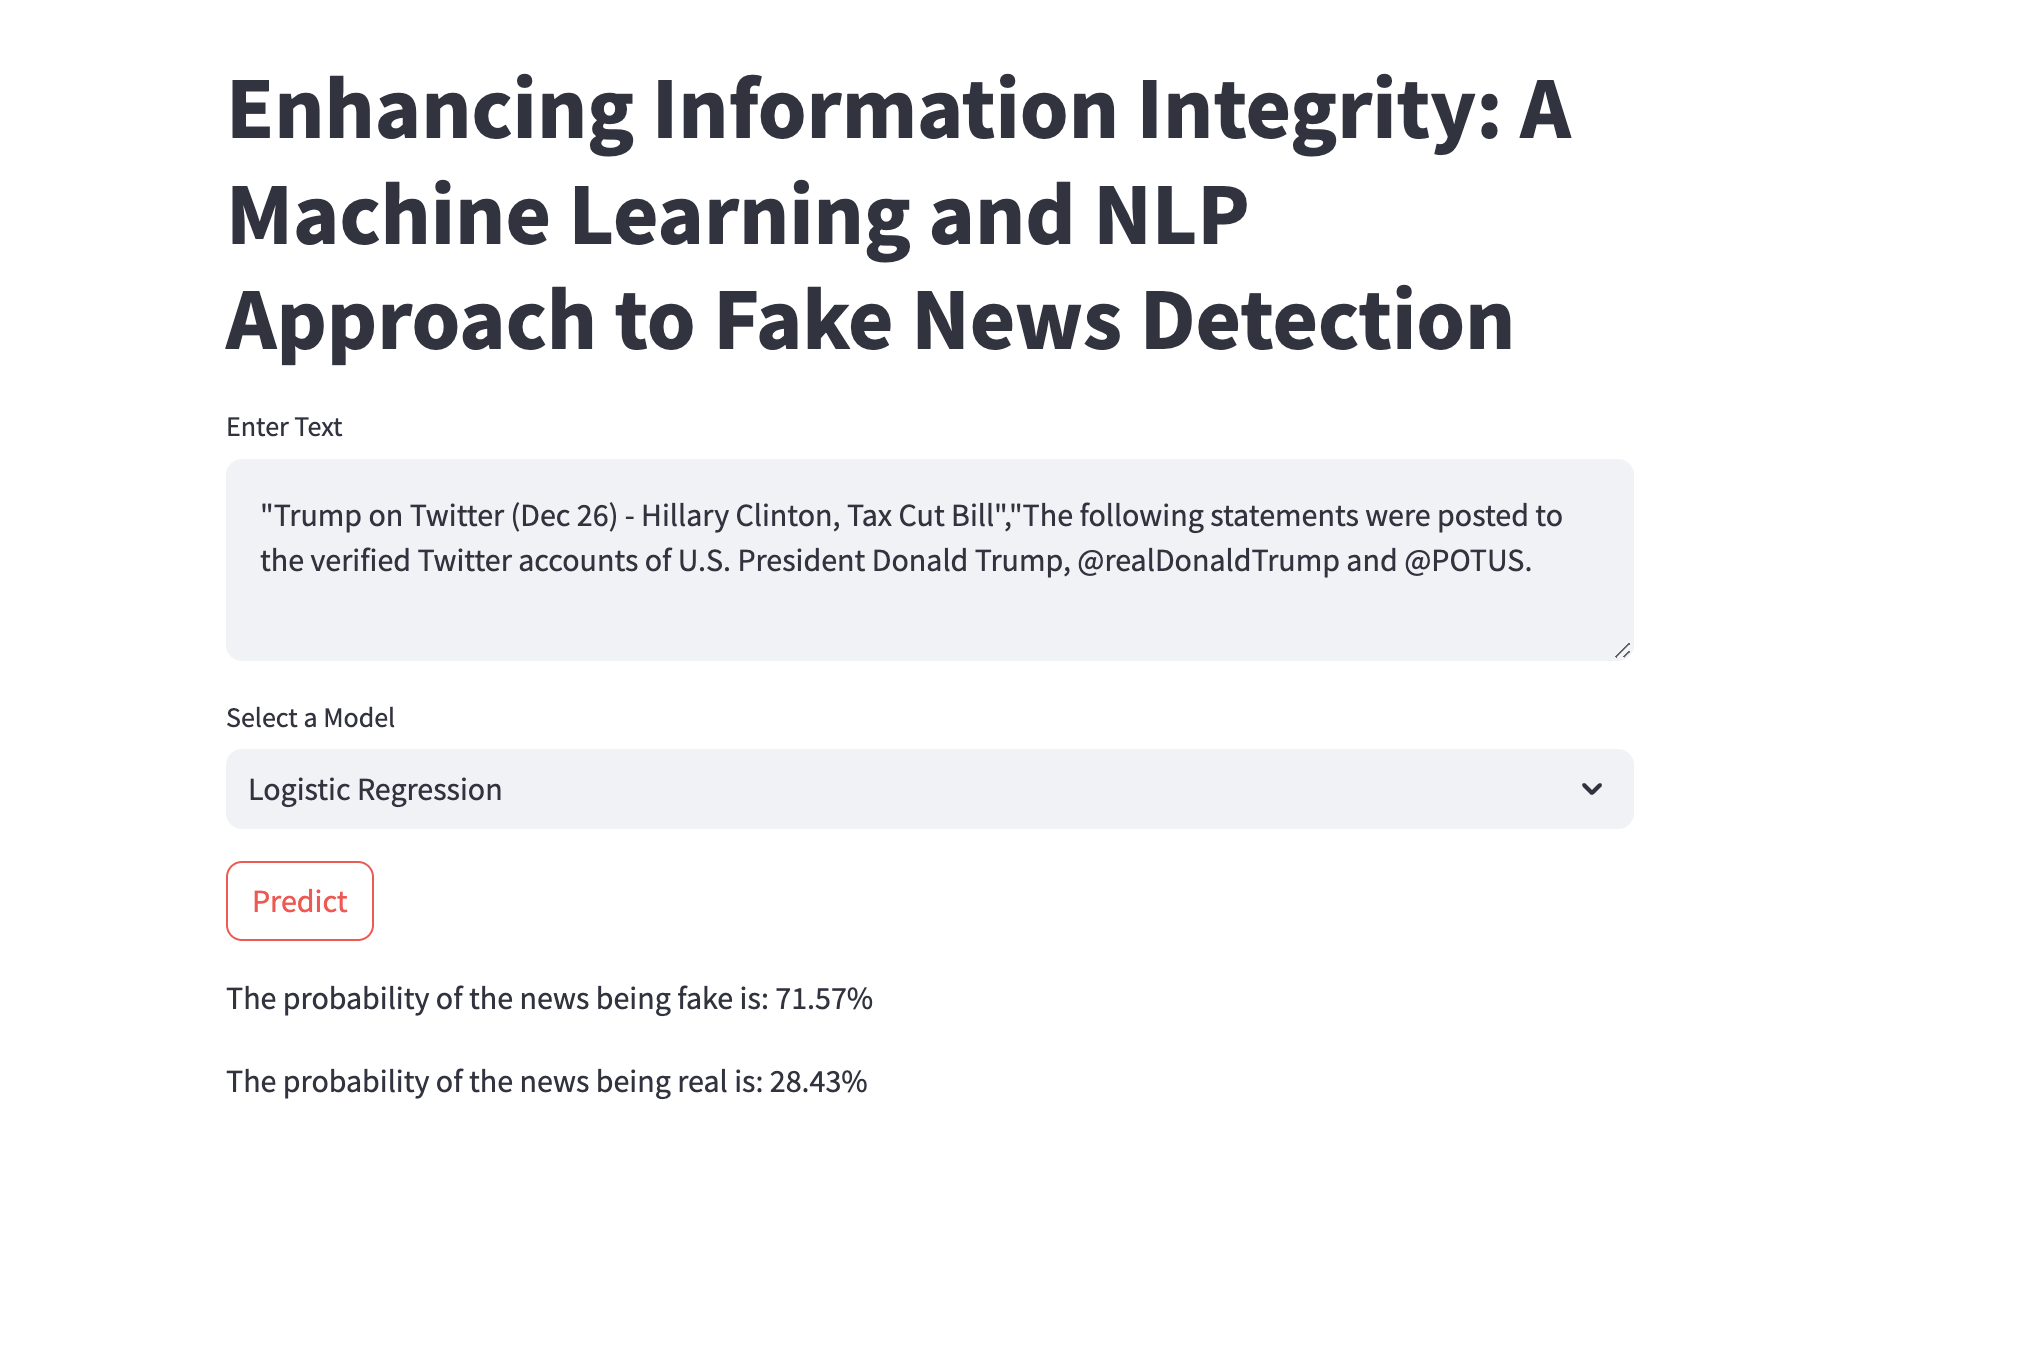 Enhancing Information Integrity: A
Machine Learning and NLP
Approach to Fake News Detection
Enter Text
"Trump on Twitter (Dec 26) - Hillary Clinton, Tax Cut Bill","The following statements were posted to
the verified Twitter accounts of U.S. President Donald Trump, @realDonaldTrump and @POTUS.
Select a Model
Logistic Regression
Predict
The probability of the news being fake is: 71.57%
The probability of the news being real is: 28.43%